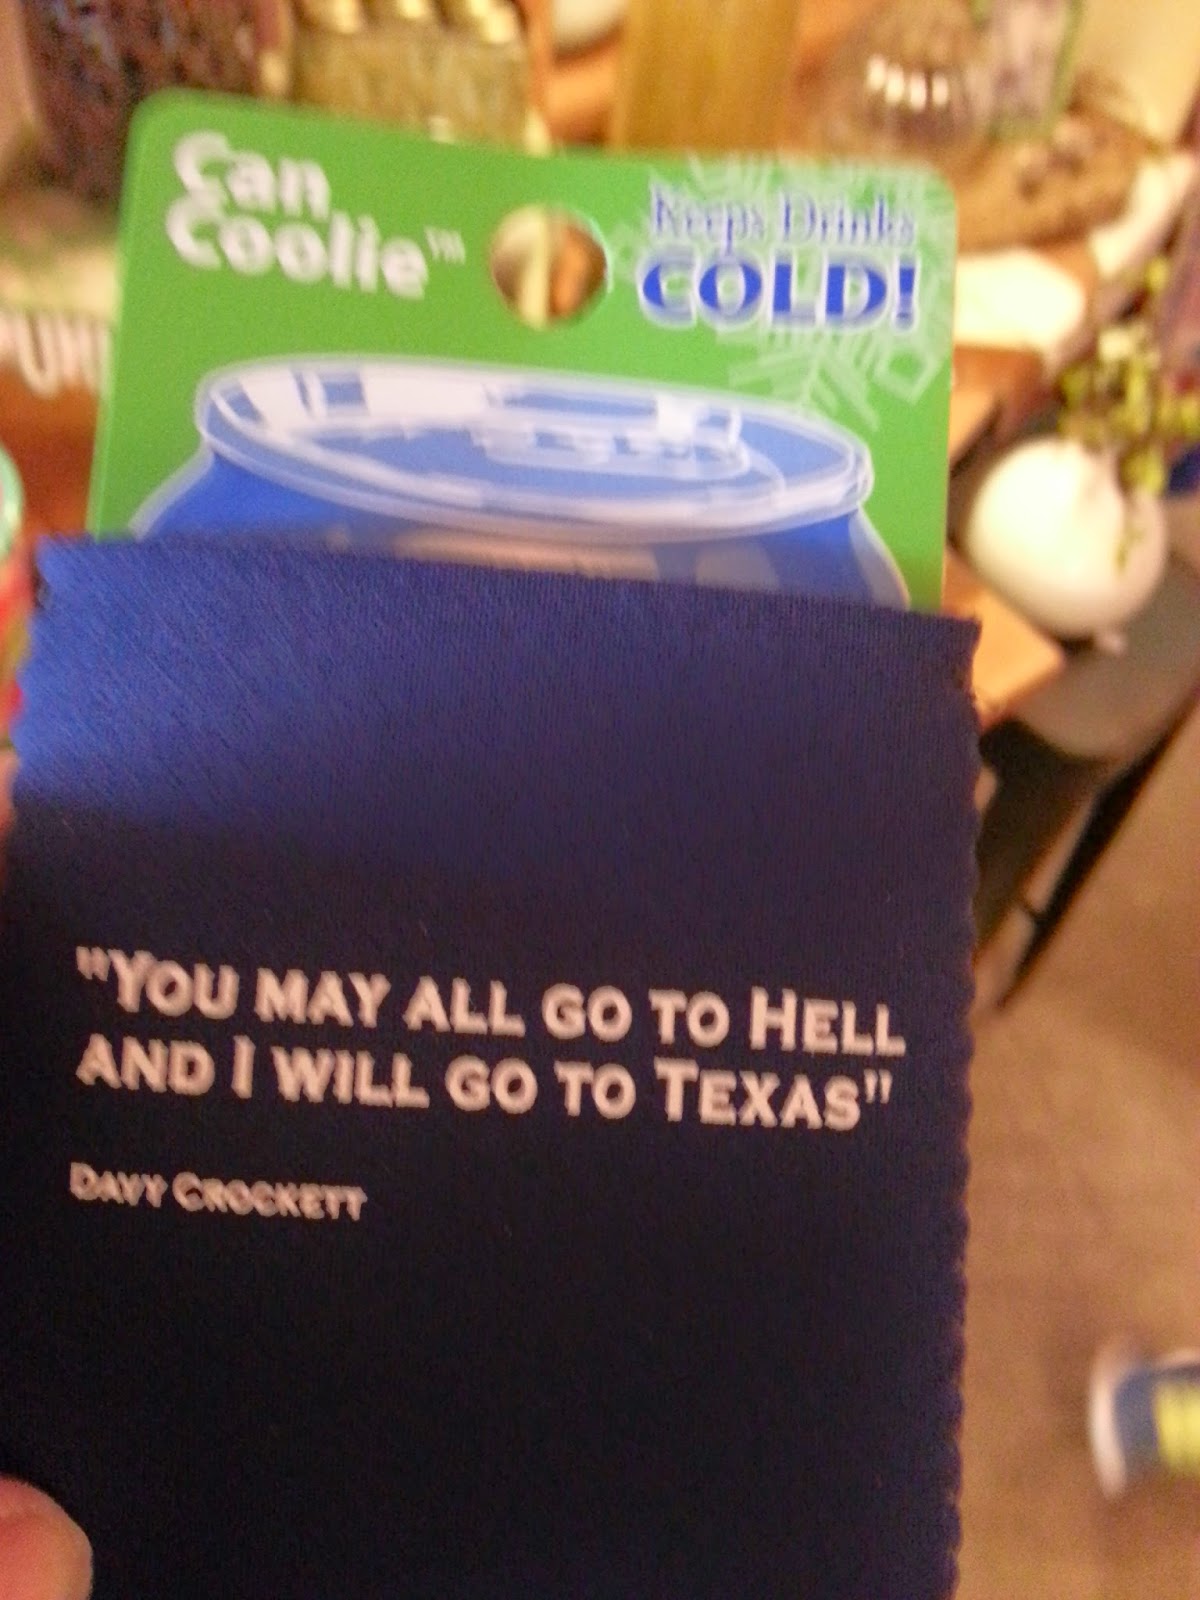 Can
Coolie™
Keeps Drinks
COLD!
"YOU MAY ALL GO TO HELL
AND I WILL GO TO TEXAS"
DAVY CROCKETT